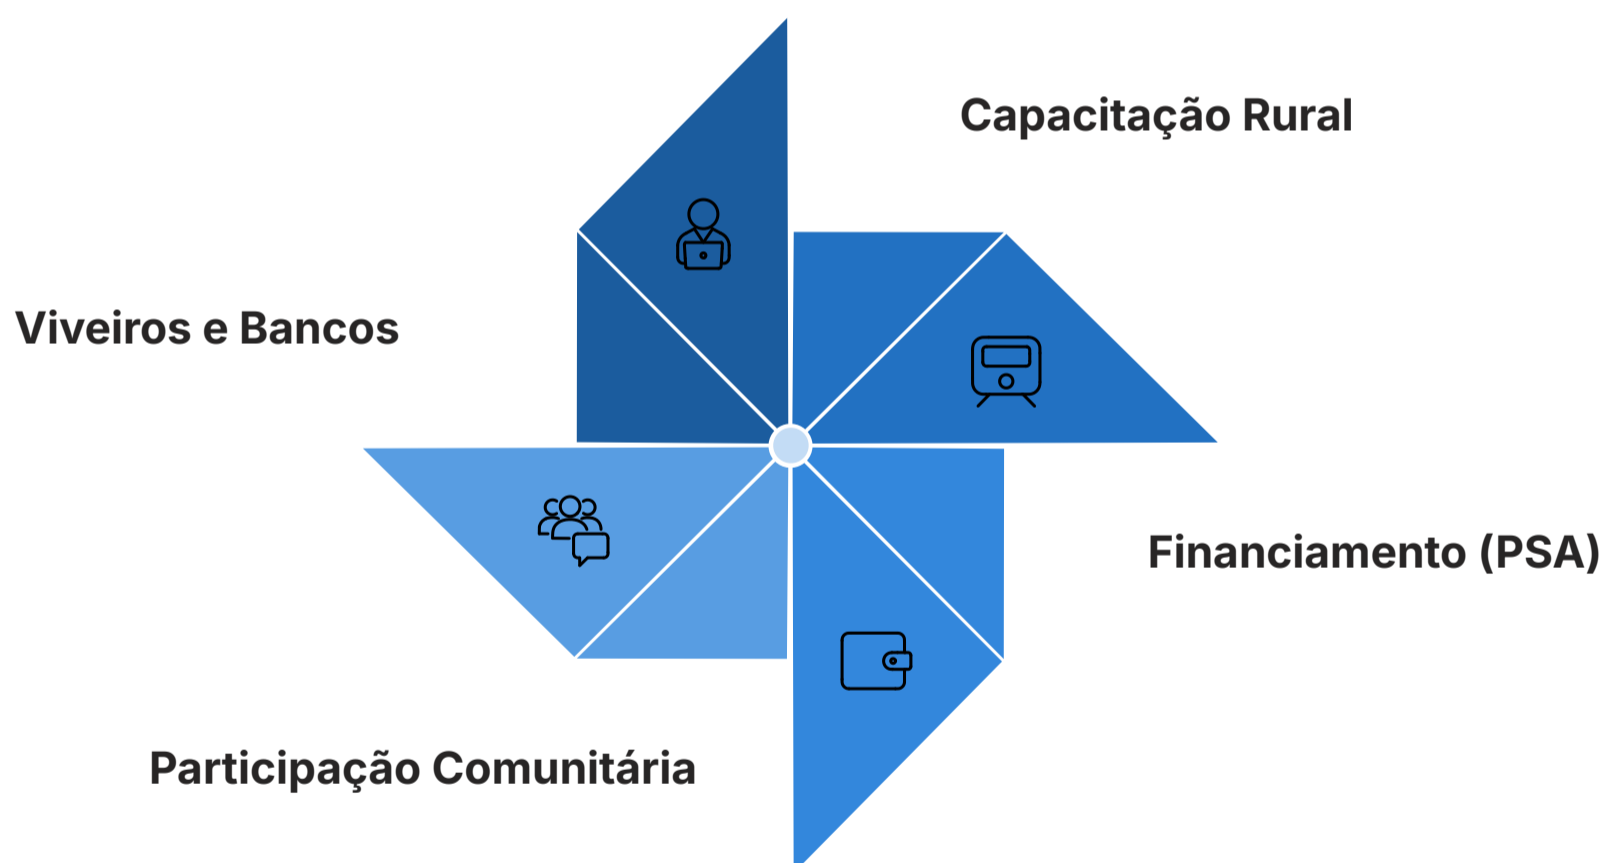 Capacitação Rural
Viveiros e Bancos
Financiamento (PSA)
Participação Comunitária